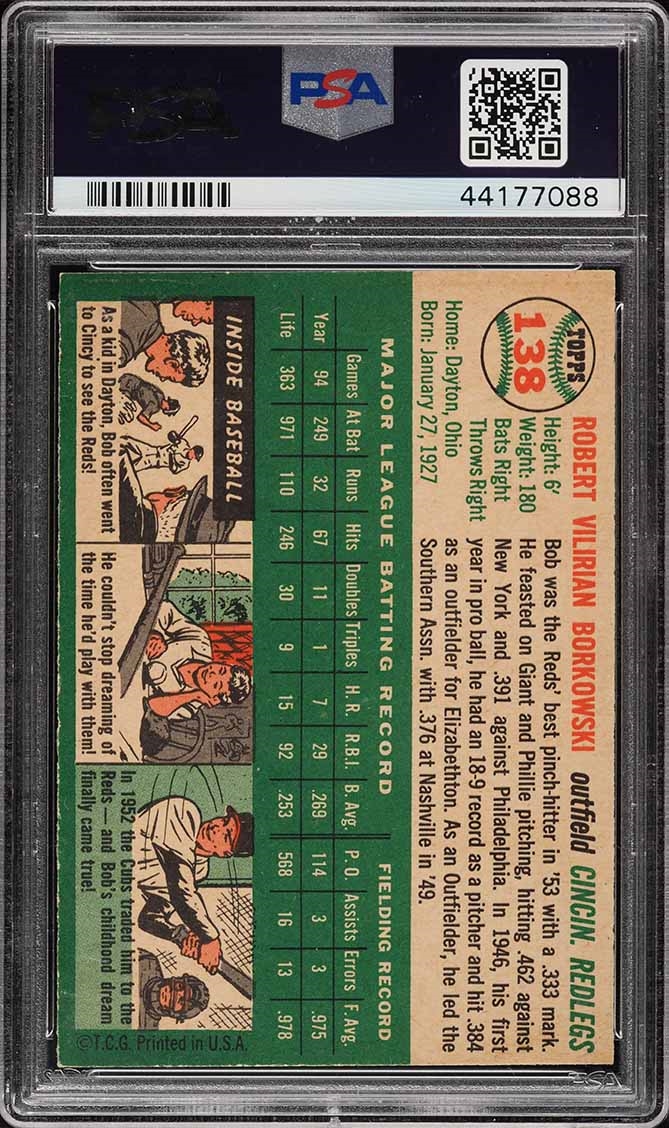 PSA
PSA
44177088
TOPPS
138
ROBERT VILIRIAN BORKOWSKI outfield CINCIN. REDLEGS
Height: 6'
Weight: 180
Bats Right
Throws Right
Home: Dayton, Ohio
Born: January 27, 1927
Bob was the Reds' best pinch-hitter in '53 with a .333 mark.
He feasted on Giant and Phillie pitching, hitting .462 against
New York and .391 against Philadelphia. In 1946, his first
year in pro ball, he had an 18-9 record as a pitcher and hit .384
as an outfielder for Elizabethton. As an Outfielder, he led the
Southern Assn. with .376 at Nashville in '49.
MAJOR LEAGUE BATTING RECORD FIELDING RECORD
Games At Bat Runs Hits Doubles Triples H.R. R.B.I. B. Avg. P.O. Assists Errors F. Avg.
Year 94 249 32 67 11 1 7 29 .269 114 3 3 .975
Life 363 971 110 246 30 9 15 92 .253 568 16 13 .978
INSIDE BASEBALL
As a kid in Dayton, Bob often went
to Cincy to see the Reds!
He couldn't stop dreaming of
the time he'd play with them!
In 1952 the Cubs traded him to the
Reds — and Bob's childhood dream
finally came true!
©T.C.G. Printed in U.S.A.
PSA